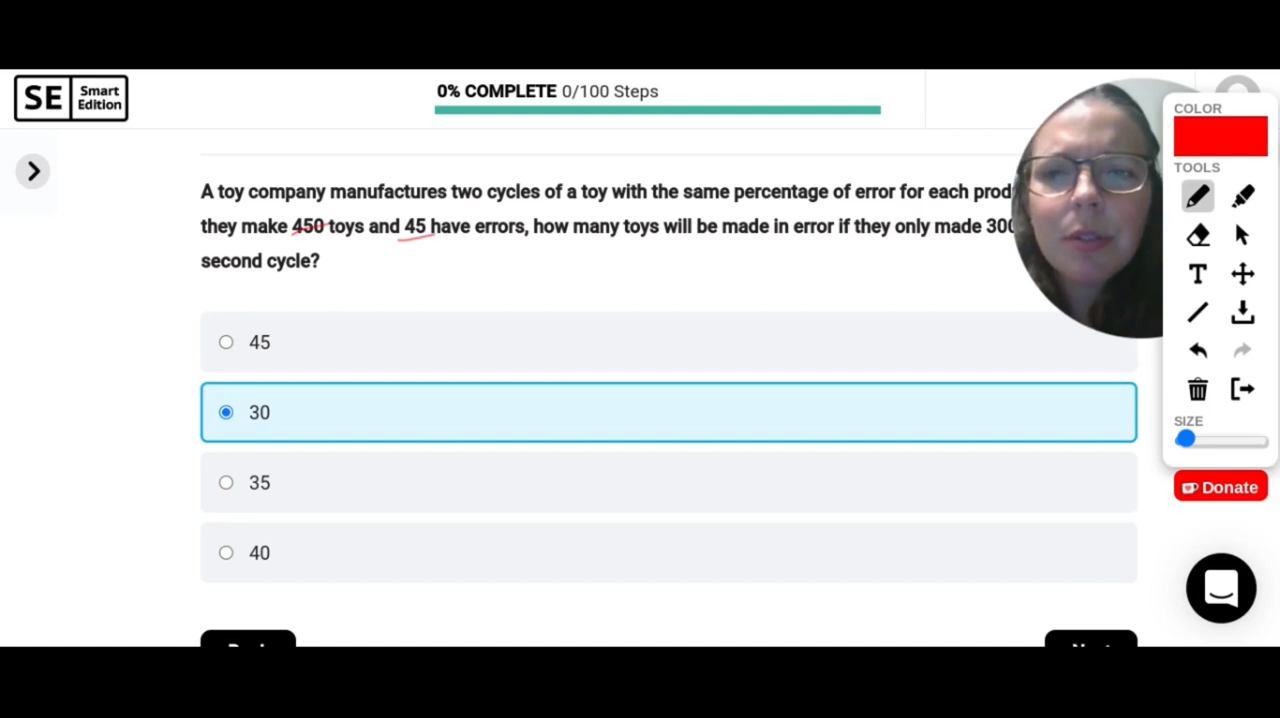 SE Smart Edition
0% COMPLETE 0/100 Steps
COLOR
TOOLS
A toy company manufactures two cycles of a toy with the same percentage of error for each
they make 450 toys and 45 have errors, how many toys will be made in error if they only made 300
second cycle?
45
30
35
40
T
SIZE
Donate